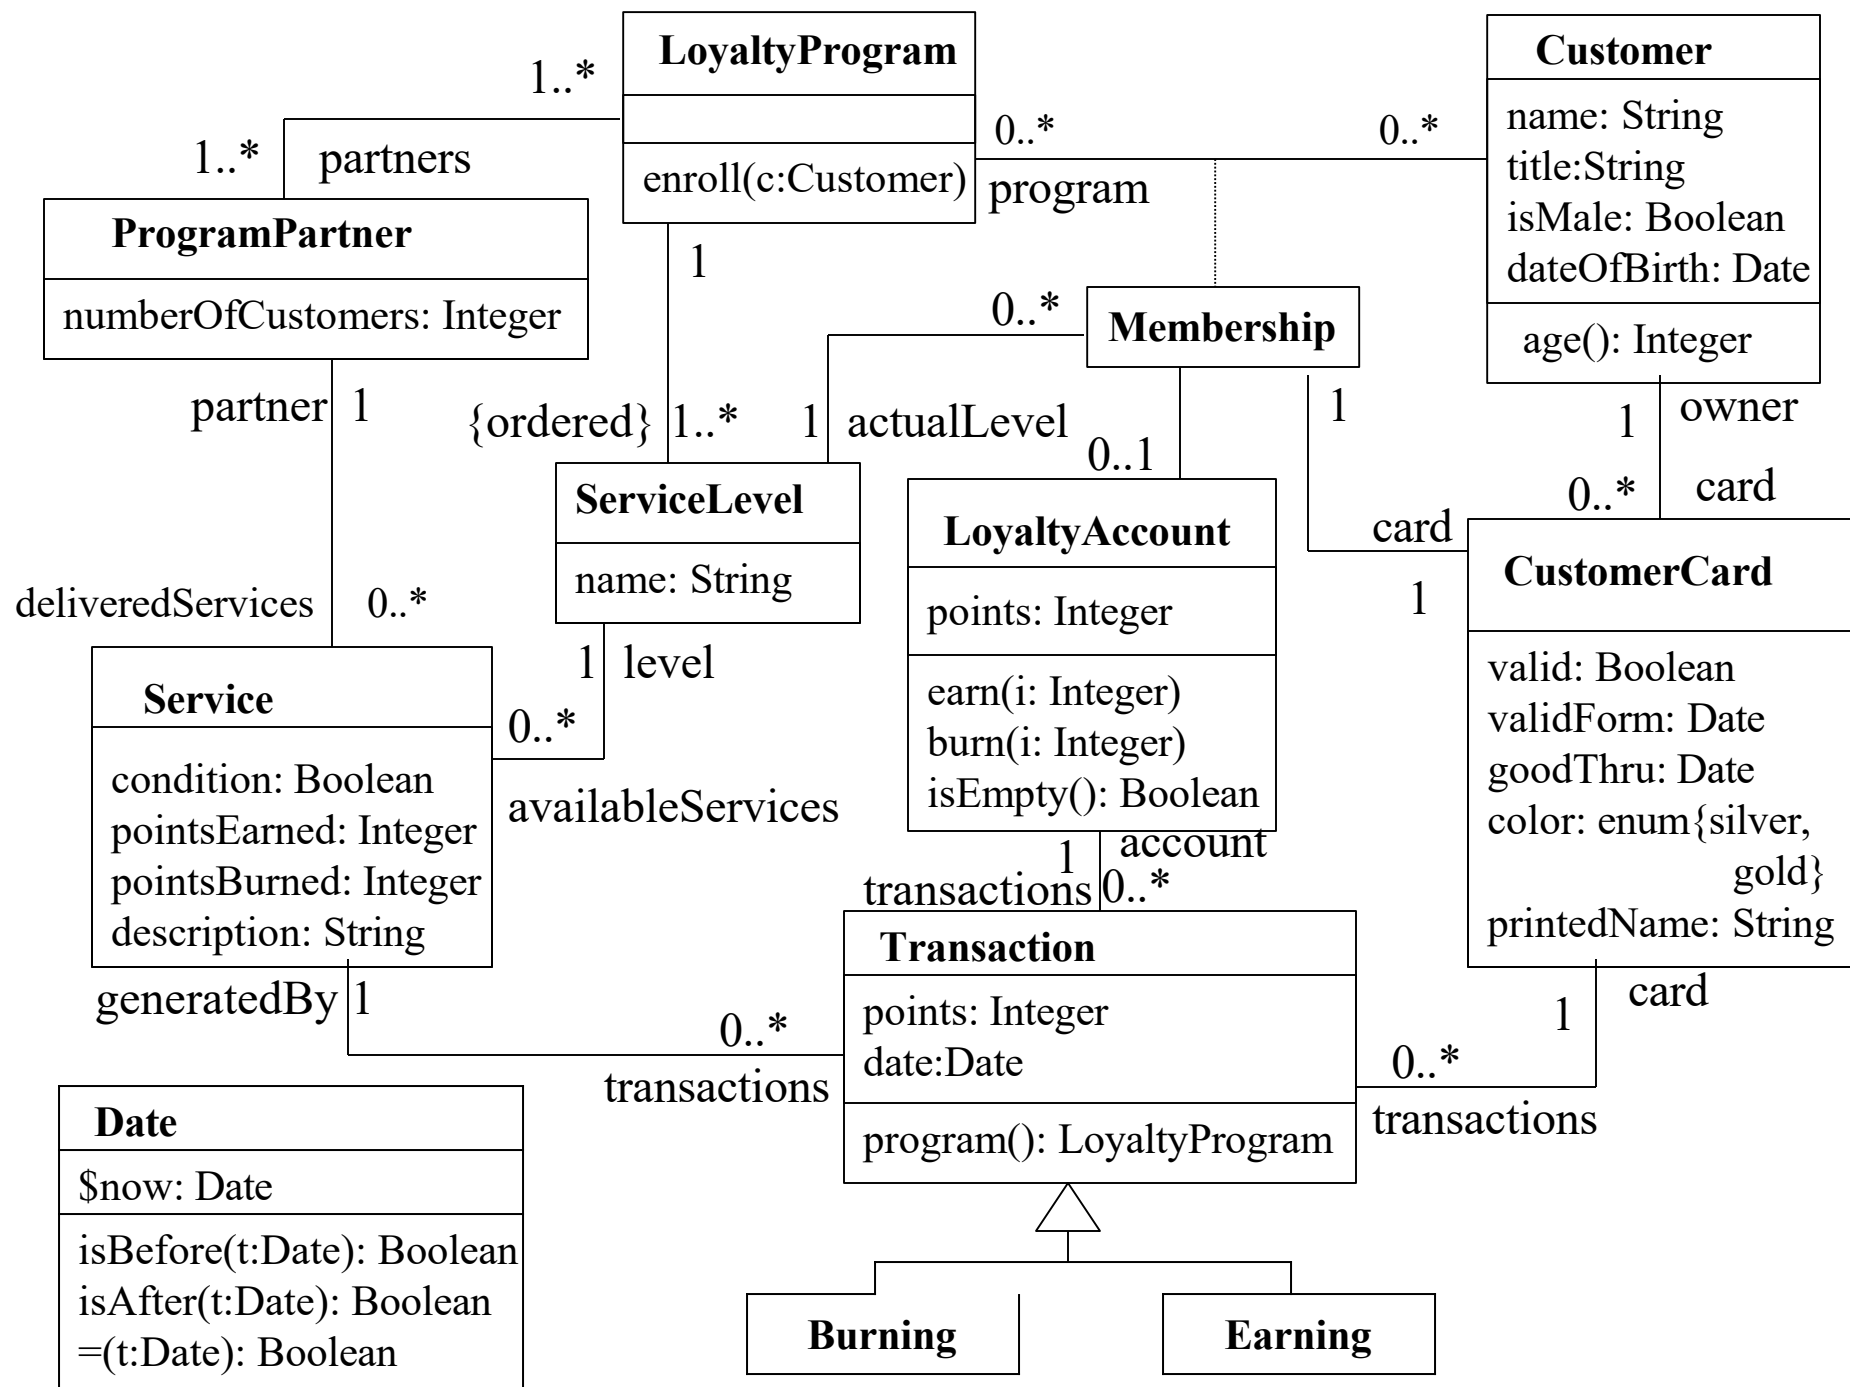 LoyaltyProgram
enroll(c:Customer)
1..*
1..*
partners
0..*
program
0..*
Customer
name: String
title:String
isMale: Boolean
dateOfBirth: Date
age(): Integer
ProgramPartner
numberOfCustomers: Integer
1
0..*
Membership
partner
1
{ordered}
1..*
1
actualLevel
0..1
1
1
owner
0..*
card
card
1
ServiceLevel
name: String
LoyaltyAccount
points: Integer
earn(i: Integer)
burn(i: Integer)
isEmpty(): Boolean
CustomerCard
valid: Boolean
validForm: Date
goodThru: Date
color: enum{silver,
gold}
printedName: String
deliveredServices
0..*
1
level
0..*
availableServices
Service
condition: Boolean
pointsEarned: Integer
pointsBurned: Integer
description: String
1
account
transactions
0..*
Transaction
points: Integer
date:Date
program(): LoyaltyProgram
generatedBy
1
0..*
transactions
card
1
0..*
transactions
Date
$now: Date
isBefore(t:Date): Boolean
isAfter(t:Date): Boolean
=(t:Date): Boolean
Burning
Earning